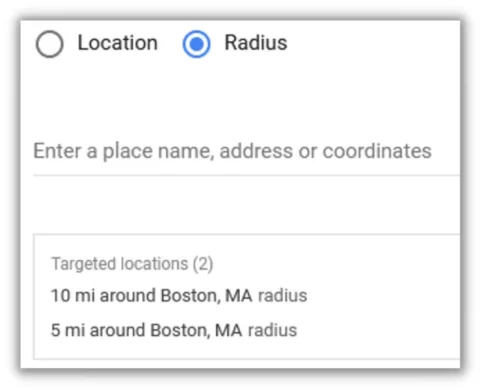 Location Radius
Enter a place name, address or coordinates
Targeted locations (2)
10 mi around Boston, MA radius
5 mi around Boston, MA radius